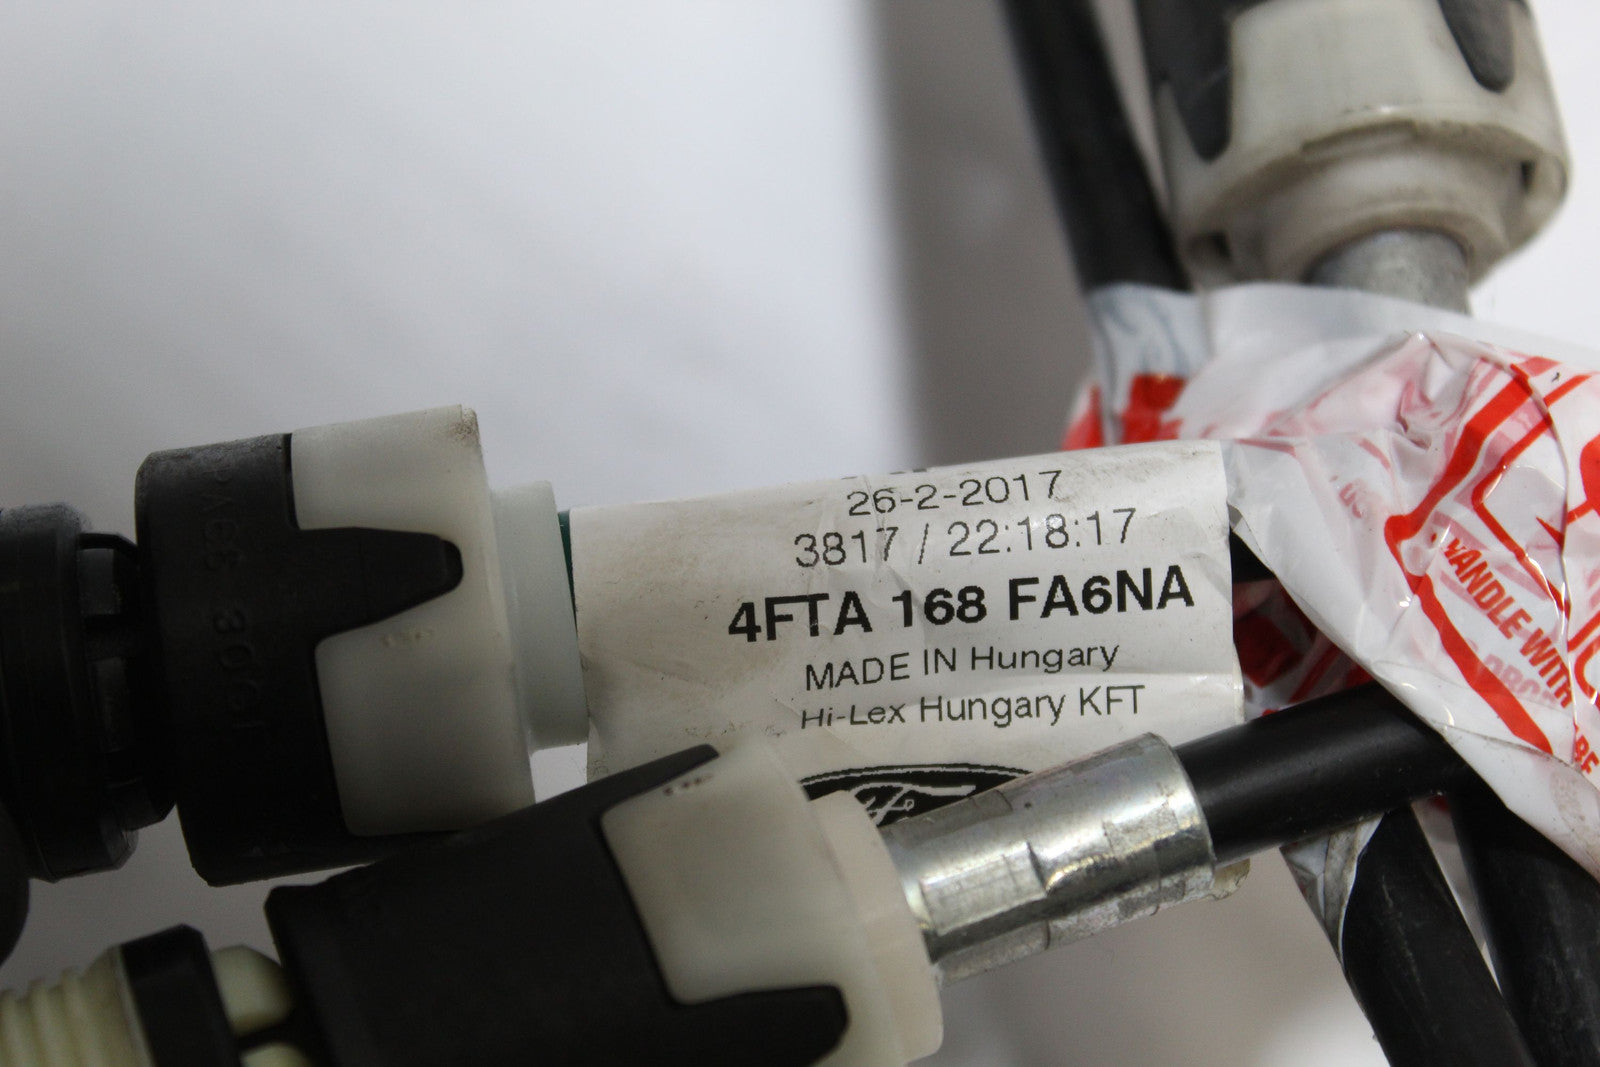 26-2-2017
3817 / 22:18:17
4FTA 168 FA6NA
MADE IN Hungary
Hi-Lex Hungary KFT
HANDLE WITH